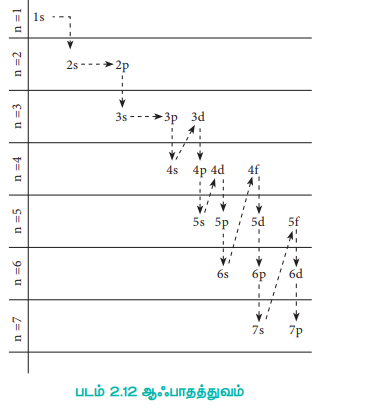 n =1 1s
n =2 2s 2p
n =3 3s 3p 3d
n =4 4s 4p 4d 4f
n =5 5s 5p 5d 5f
n =6 6s 6p 6d
n =7 7s 7p
படம் 2.12 ஆஃபாதத்துவம்